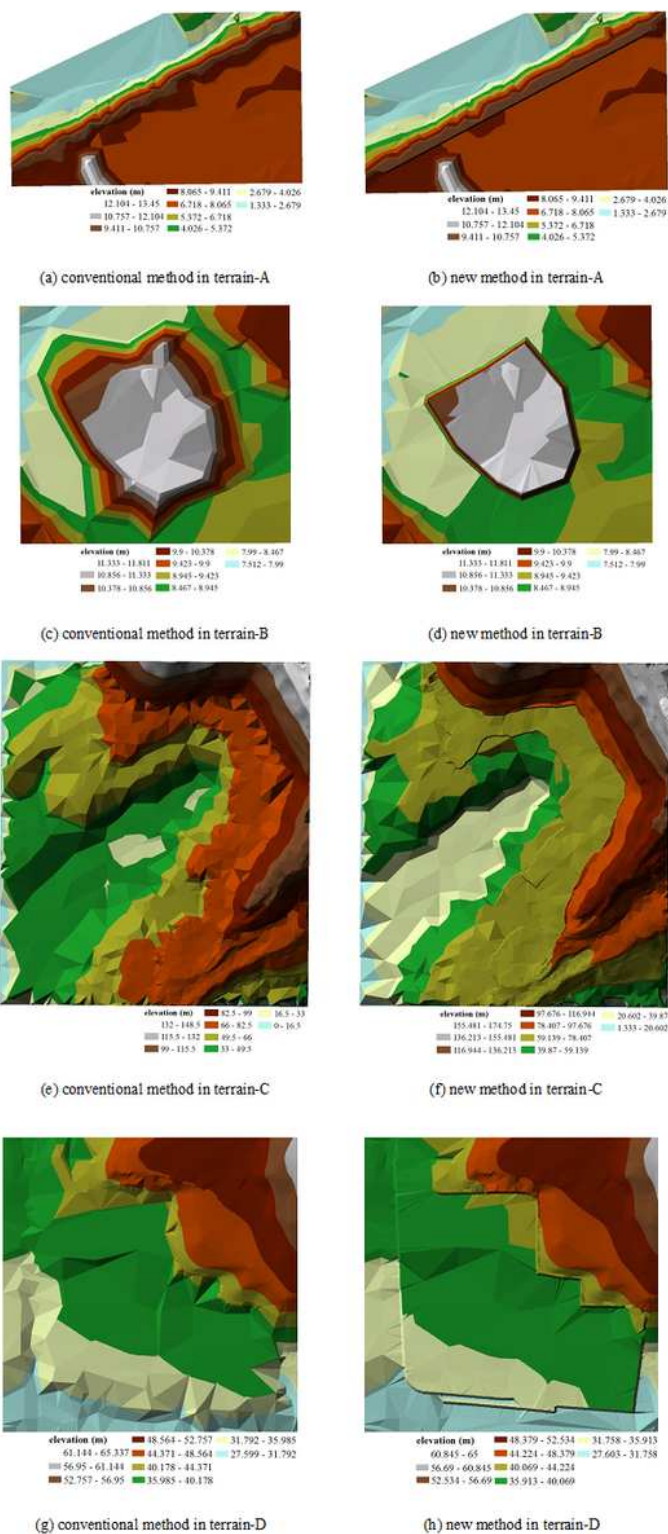 elevation (m) 8.065 - 9.411 2.679 - 4.026
12.104 - 13.45 6.718 - 8.065 1.333 - 2.679
10.757 - 12.104 5.372 - 6.718
9.411 - 10.757 4.026 - 5.372
(a) conventional method in terrain-A
elevation (m) 8.065 - 9.411 2.679 - 4.026
12.104 - 13.45 6.718 - 8.065 1.333 - 2.679
10.757 - 12.104 5.372 - 6.718
9.411 - 10.757 4.026 - 5.372
(b) new method in terrain-A
elevation (m) 9.9 - 10.378 7.99 - 8.467
11.333 - 11.811 9.423 - 9.9 7.512 - 7.99
10.856 - 11.333 8.945 - 9.423
10.378 - 10.856 8.467 - 8.945
(c) conventional method in terrain-B
elevation (m) 9.9 - 10.378 7.99 - 8.467
11.333 - 11.811 9.423 - 9.9 7.512 - 7.99
10.856 - 11.333 8.945 - 9.423
10.378 - 10.856 8.467 - 8.945
(d) new method in terrain-B
elevation (m) 82.5 - 99 16.5 - 33
132 - 148.5 66 - 82.5 0 - 16.5
115.5 - 132 49.5 - 66
99 - 115.5 33 - 49.5
(e) conventional method in terrain-C
elevation (m) 97.676 - 116.944 20.602 - 39.87
155.481 - 174.75 78.407 - 97.676 1.333 - 20.602
136.213 - 155.481 59.139 - 78.407
116.944 - 136.213 39.87 - 59.139
(f) new method in terrain-C
elevation (m) 48.564 - 52.757 31.792 - 35.985
61.144 - 65.337 44.371 - 48.564 27.599 - 31.792
56.95 - 61.144 40.178 - 44.371
52.757 - 56.95 35.985 - 40.178
(g) conventional method in terrain-D
elevation (m) 48.379 - 52.534 31.758 - 35.913
60.845 - 65 44.224 - 48.379 27.603 - 31.758
56.69 - 60.845 40.069 - 44.224
52.534 - 56.69 35.913 - 40.069
(h) new method in terrain-D